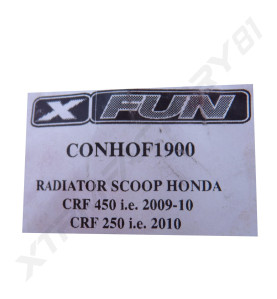 X FUN
CONHOF1900
RADIATOR SCOOP HONDA
CRF 450 i.e. 2009-10
CRF 250 i.e. 2010